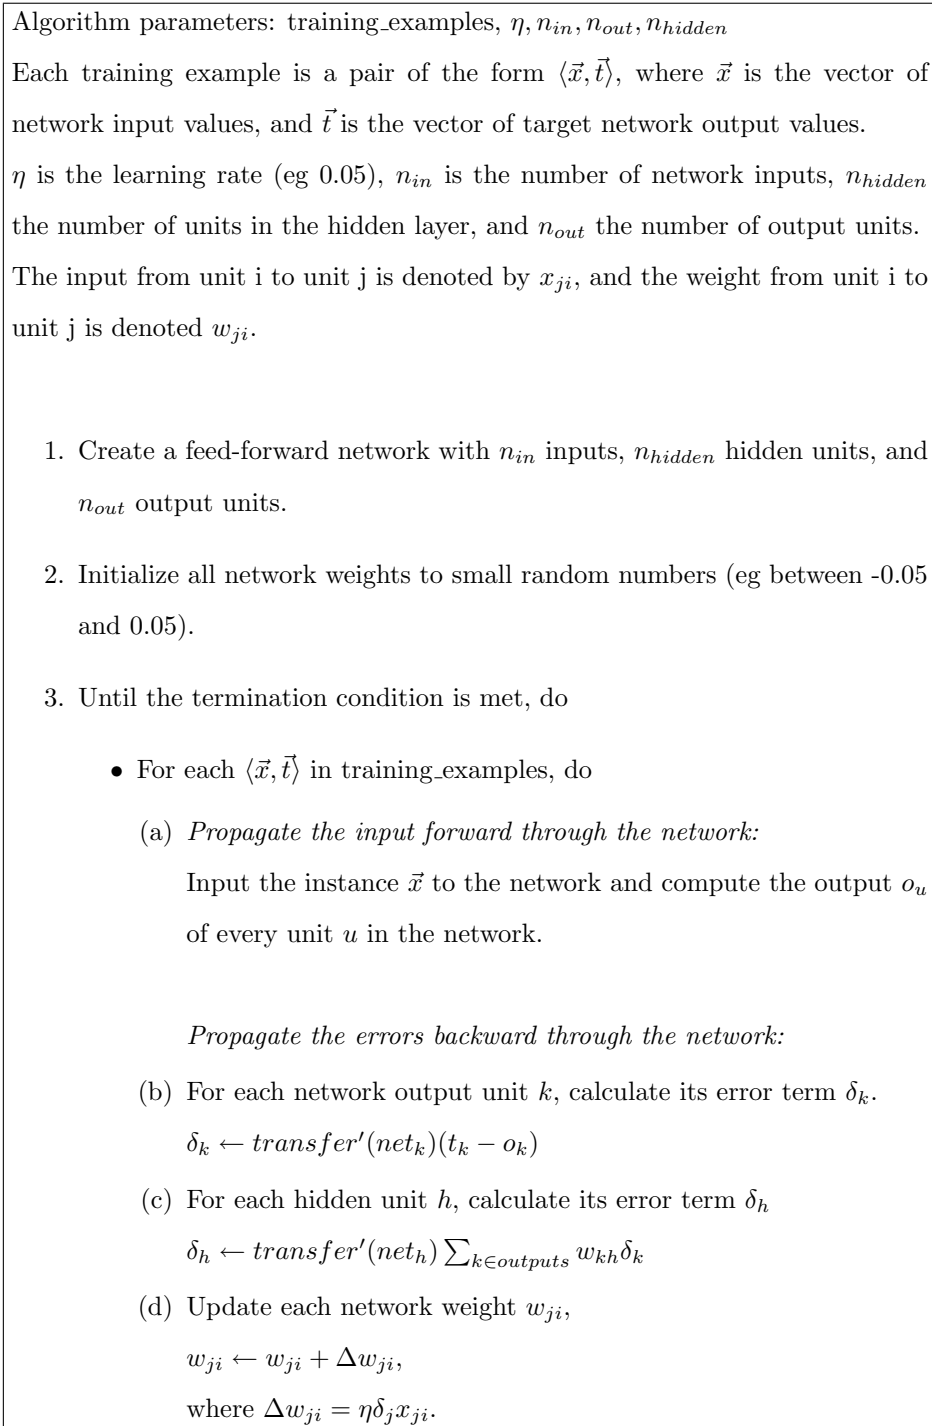 Algorithm parameters: training_examples, η, n_in, n_out, n_hidden
Each training example is a pair of the form ⟨x⃗, t⃗⟩, where x⃗ is the vector of
network input values, and t⃗ is the vector of target network output values.
η is the learning rate (eg 0.05), n_in is the number of network inputs, n_hidden
the number of units in the hidden layer, and n_out the number of output units.
The input from unit i to unit j is denoted by x_ji, and the weight from unit i to
unit j is denoted w_ji.
1. Create a feed-forward network with n_in inputs, n_hidden hidden units, and
n_out output units.
2. Initialize all network weights to small random numbers (eg between -0.05
and 0.05).
3. Until the termination condition is met, do
• For each ⟨x⃗, t⃗⟩ in training_examples, do
(a) Propagate the input forward through the network:
Input the instance x⃗ to the network and compute the output o_u
of every unit u in the network.
Propagate the errors backward through the network:
(b) For each network output unit k, calculate its error term δ_k.
δ_k ← transfer′(net_k)(t_k − o_k)
(c) For each hidden unit h, calculate its error term δ_h
δ_h ← transfer′(net_h) ∑_{k∈outputs} w_kh δ_k
(d) Update each network weight w_ji,
w_ji ← w_ji + Δw_ji,
where Δw_ji = ηδ_j x_ji.